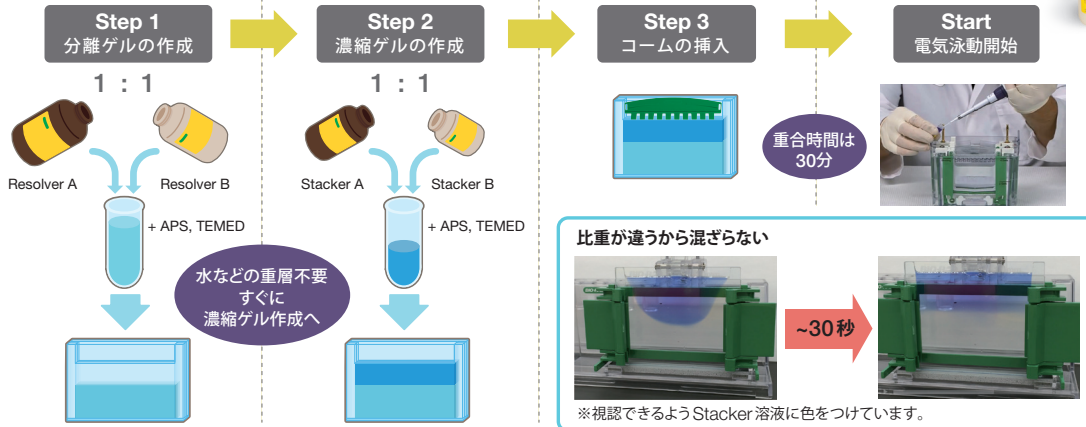 Step 1
分離ゲルの作成
1 : 1
Resolver A
Resolver B
+ APS, TEMED
水などの重層不要
すぐに
濃縮ゲル作成へ
Step 2
濃縮ゲルの作成
1 : 1
Stacker A
Stacker B
+ APS, TEMED
Step 3
コームの挿入
重合時間は
30分
Start
電気泳動開始
比重が違うから混ざらない
~30秒
※視認できるようStacker溶液に色をつけています。